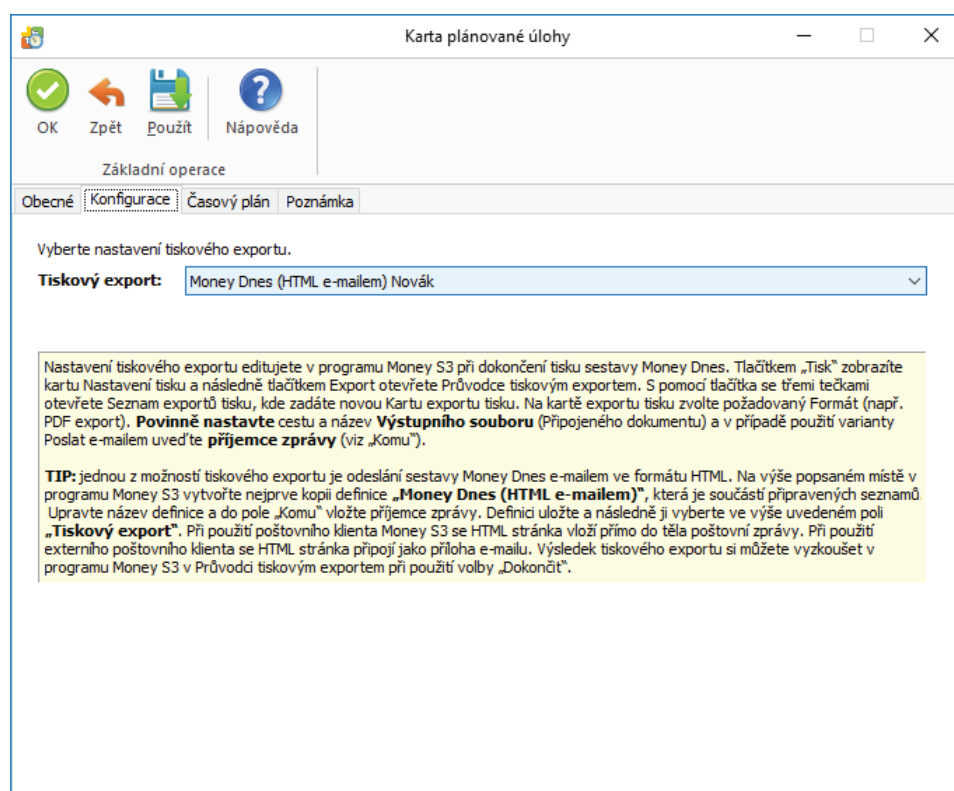 Karta plánované úlohy
OK Zpět Použít Nápověda
Základní operace
Obecné Konfigurace Časový plán Poznámka
Vyberte nastavení tiskového exportu.
Tiskový export: Money Dnes (HTML e-mailem) Novák
Nastavení tiskového exportu editujete v programu Money S3 při dokončení tisku sestavy Money Dnes. Tlačítkem „Tisk“ zobrazíte
kartu Nastavení tisku a následně tlačítkem Export otevřete Průvodce tiskovým exportem. S pomocí tlačítka se třemi tečkami
otevřete Seznam exportů tisku, kde zadáte novou Kartu exportu tisku. Na kartě exportu tisku zvolte požadovaný Formát (např.
PDF export). Povinně nastavte cestu a název Výstupního souboru (Připojeného dokumentu) a v případě použití varianty
Poslat e-mailem uveďte příjemce zprávy (viz „Komu“).
TIP: jednou z možností tiskového exportu je odeslání sestavy Money Dnes e-mailem ve formátu HTML. Na výše popsaném místě v
programu Money S3 vytvořte nejprve kopii definice „Money Dnes (HTML e-mailem)“, která je součástí připravených seznamů.
Upravte název definice a do pole „Komu“ vložte příjemce zprávy. Definici uložte a následně ji vyberte ve výše uvedeném poli
„Tiskový export“. Při použití poštovního klienta Money S3 se HTML stránka vloží přímo do těla poštovní zprávy. Při použití
externího poštovního klienta se HTML stránka připojí jako příloha e-mailu. Výsledek tiskového exportu si můžete vyzkoušet v
programu Money S3 v Průvodci tiskovým exportem při použití volby „Dokončit“.